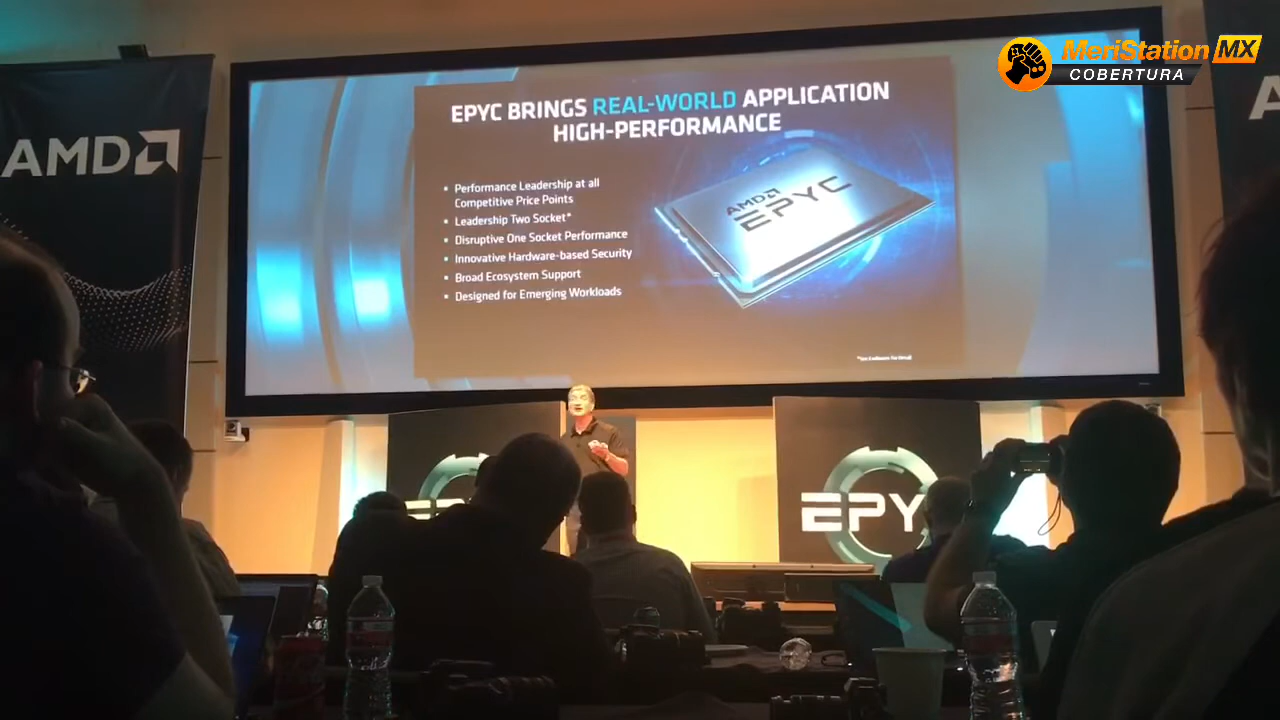 MeriStation MX
COBERTURA
AMD
A
EPYC BRINGS REAL-WORLD APPLICATION
HIGH-PERFORMANCE
▪ Performance Leadership at all
Competitive Price Points
▪ Leadership Two Socket*
▪ Disruptive One Socket Performance
▪ Innovative Hardware-based Security
▪ Broad Ecosystem Support
▪ Designed for Emerging Workloads
AMD
EPYC
EP
EPY